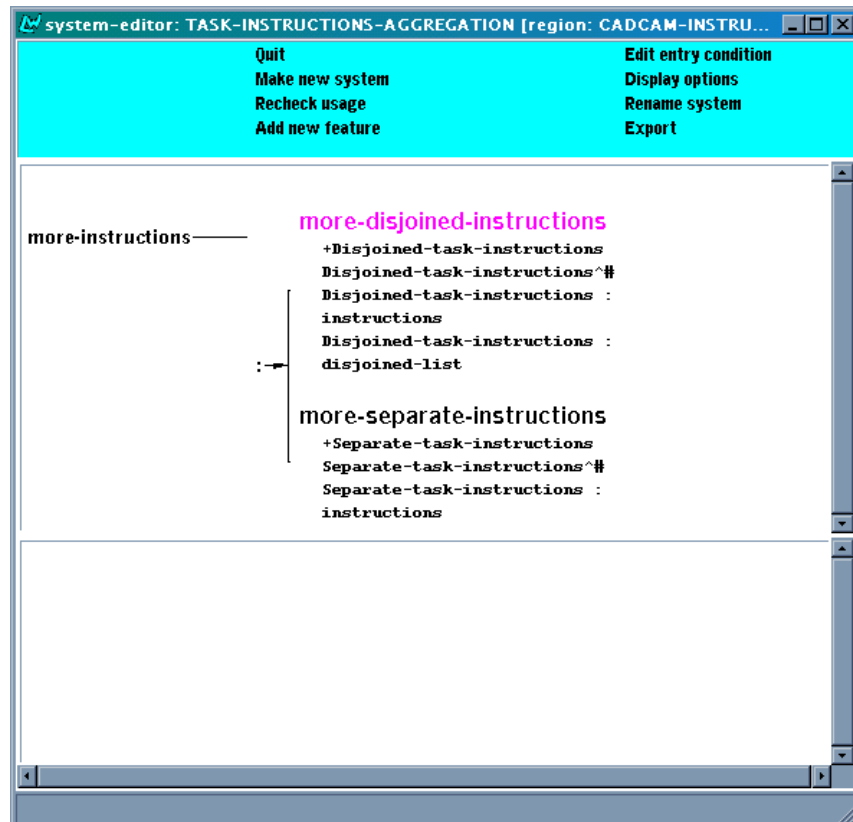 system-editor: TASK-INSTRUCTIONS-AGGREGATION [region: CADCAM-INSTRU...
Quit
Make new system
Recheck usage
Add new feature
Edit entry condition
Display options
Rename system
Export
more-instructions
more-disjoined-instructions
+Disjoined-task-instructions
Disjoined-task-instructions^#
Disjoined-task-instructions :
instructions
Disjoined-task-instructions :
disjoined-list
:
more-separate-instructions
+Separate-task-instructions
Separate-task-instructions^#
Separate-task-instructions :
instructions